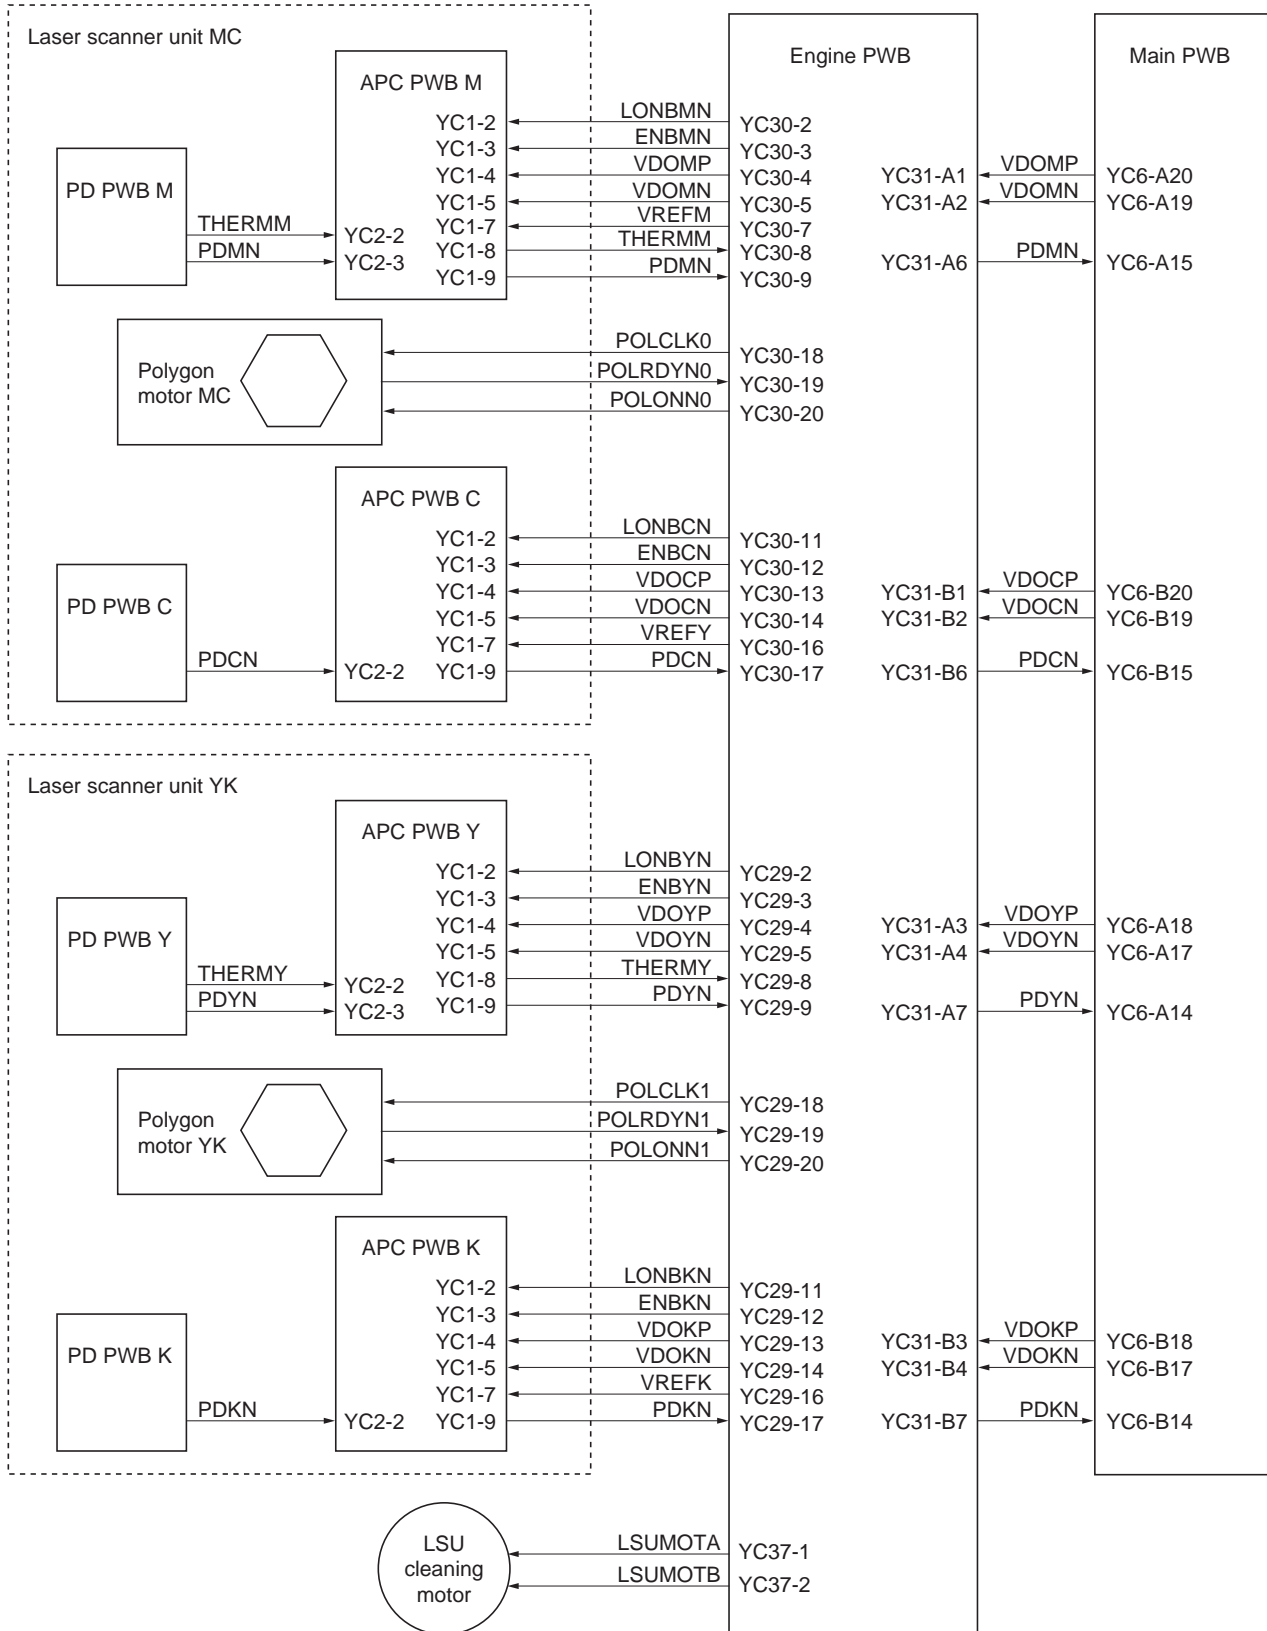 Laser scanner unit MC
Engine PWB
Main PWB
APC PWB M
YC1-2 LONBMN YC30-2
YC1-3 ENBMN YC30-3
YC1-4 VDOMP YC30-4 YC31-A1 VDOMP YC6-A20
YC1-5 VDOMN YC30-5 YC31-A2 VDOMN YC6-A19
PD PWB M
YC1-7 VREFM YC30-7
THERMM YC2-2 YC1-8 THERMM YC30-8
PDMN YC2-3 YC1-9 PDMN YC30-9 YC31-A6 PDMN YC6-A15
POLCLK0 YC30-18
Polygon
motor MC
POLRDYN0 YC30-19
POLONN0 YC30-20
APC PWB C
YC1-2 LONBCN YC30-11
YC1-3 ENBCN YC30-12
YC1-4 VDOCP YC30-13 YC31-B1 VDOCP YC6-B20
PD PWB C
YC1-5 VDOCN YC30-14 YC31-B2 VDOCN YC6-B19
YC1-7 VREFY YC30-16
PDCN YC2-2 YC1-9 PDCN YC30-17 YC31-B6 PDCN YC6-B15
Laser scanner unit YK
APC PWB Y
YC1-2 LONBYN YC29-2
YC1-3 ENBYN YC29-3
YC1-4 VDOYP YC29-4 YC31-A3 VDOYP YC6-A18
PD PWB Y
YC1-5 VDOYN YC29-5 YC31-A4 VDOYN YC6-A17
THERMY YC2-2 YC1-8 THERMY YC29-8
PDYN YC2-3 YC1-9 PDYN YC29-9 YC31-A7 PDYN YC6-A14
POLCLK1 YC29-18
Polygon
motor YK
POLRDYN1 YC29-19
POLONN1 YC29-20
APC PWB K
YC1-2 LONBKN YC29-11
YC1-3 ENBKN YC29-12
YC1-4 VDOKP YC29-13 YC31-B3 VDOKP YC6-B18
PD PWB K
YC1-5 VDOKN YC29-14 YC31-B4 VDOKN YC6-B17
YC1-7 VREFK YC29-16
PDKN YC2-2 YC1-9 PDKN YC29-17 YC31-B7 PDKN YC6-B14
LSU
cleaning
motor
LSUMOTA YC37-1
LSUMOTB YC37-2